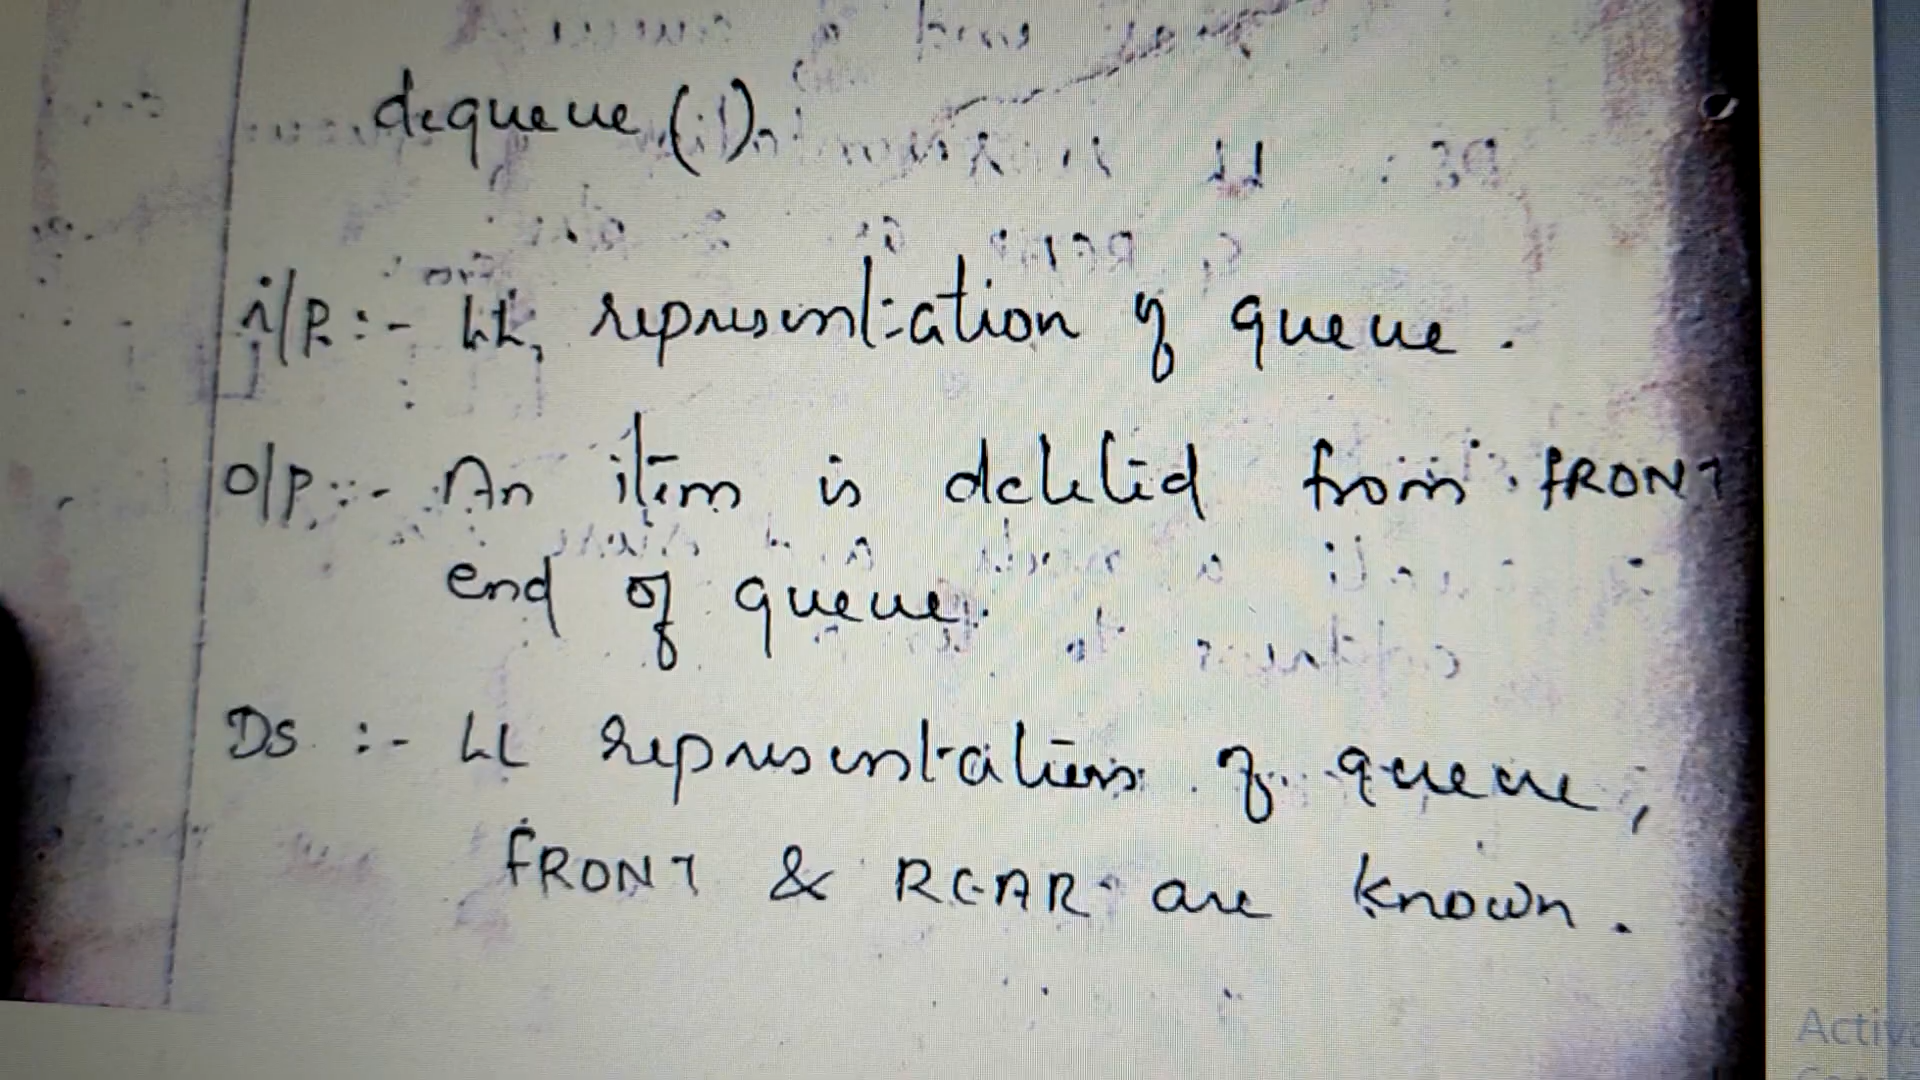 dequeue()
i/p :- LL representation of queue.
O/p :- An item is deleted from FRONT
end of queue.
DS :- LL representation of queue,
FRONT & REAR are known.